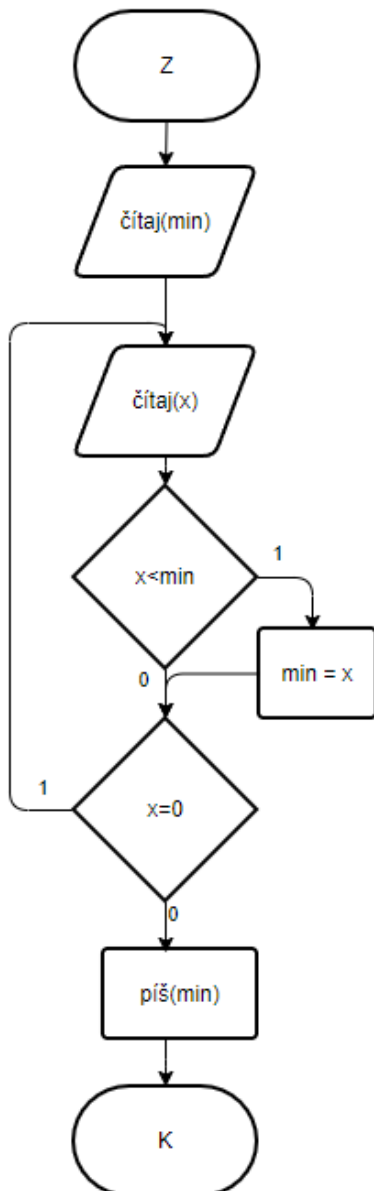 Z
čítaj(min)
čítaj(x)
x<min
1
min = x
0
x=0
1
0
píš(min)
K